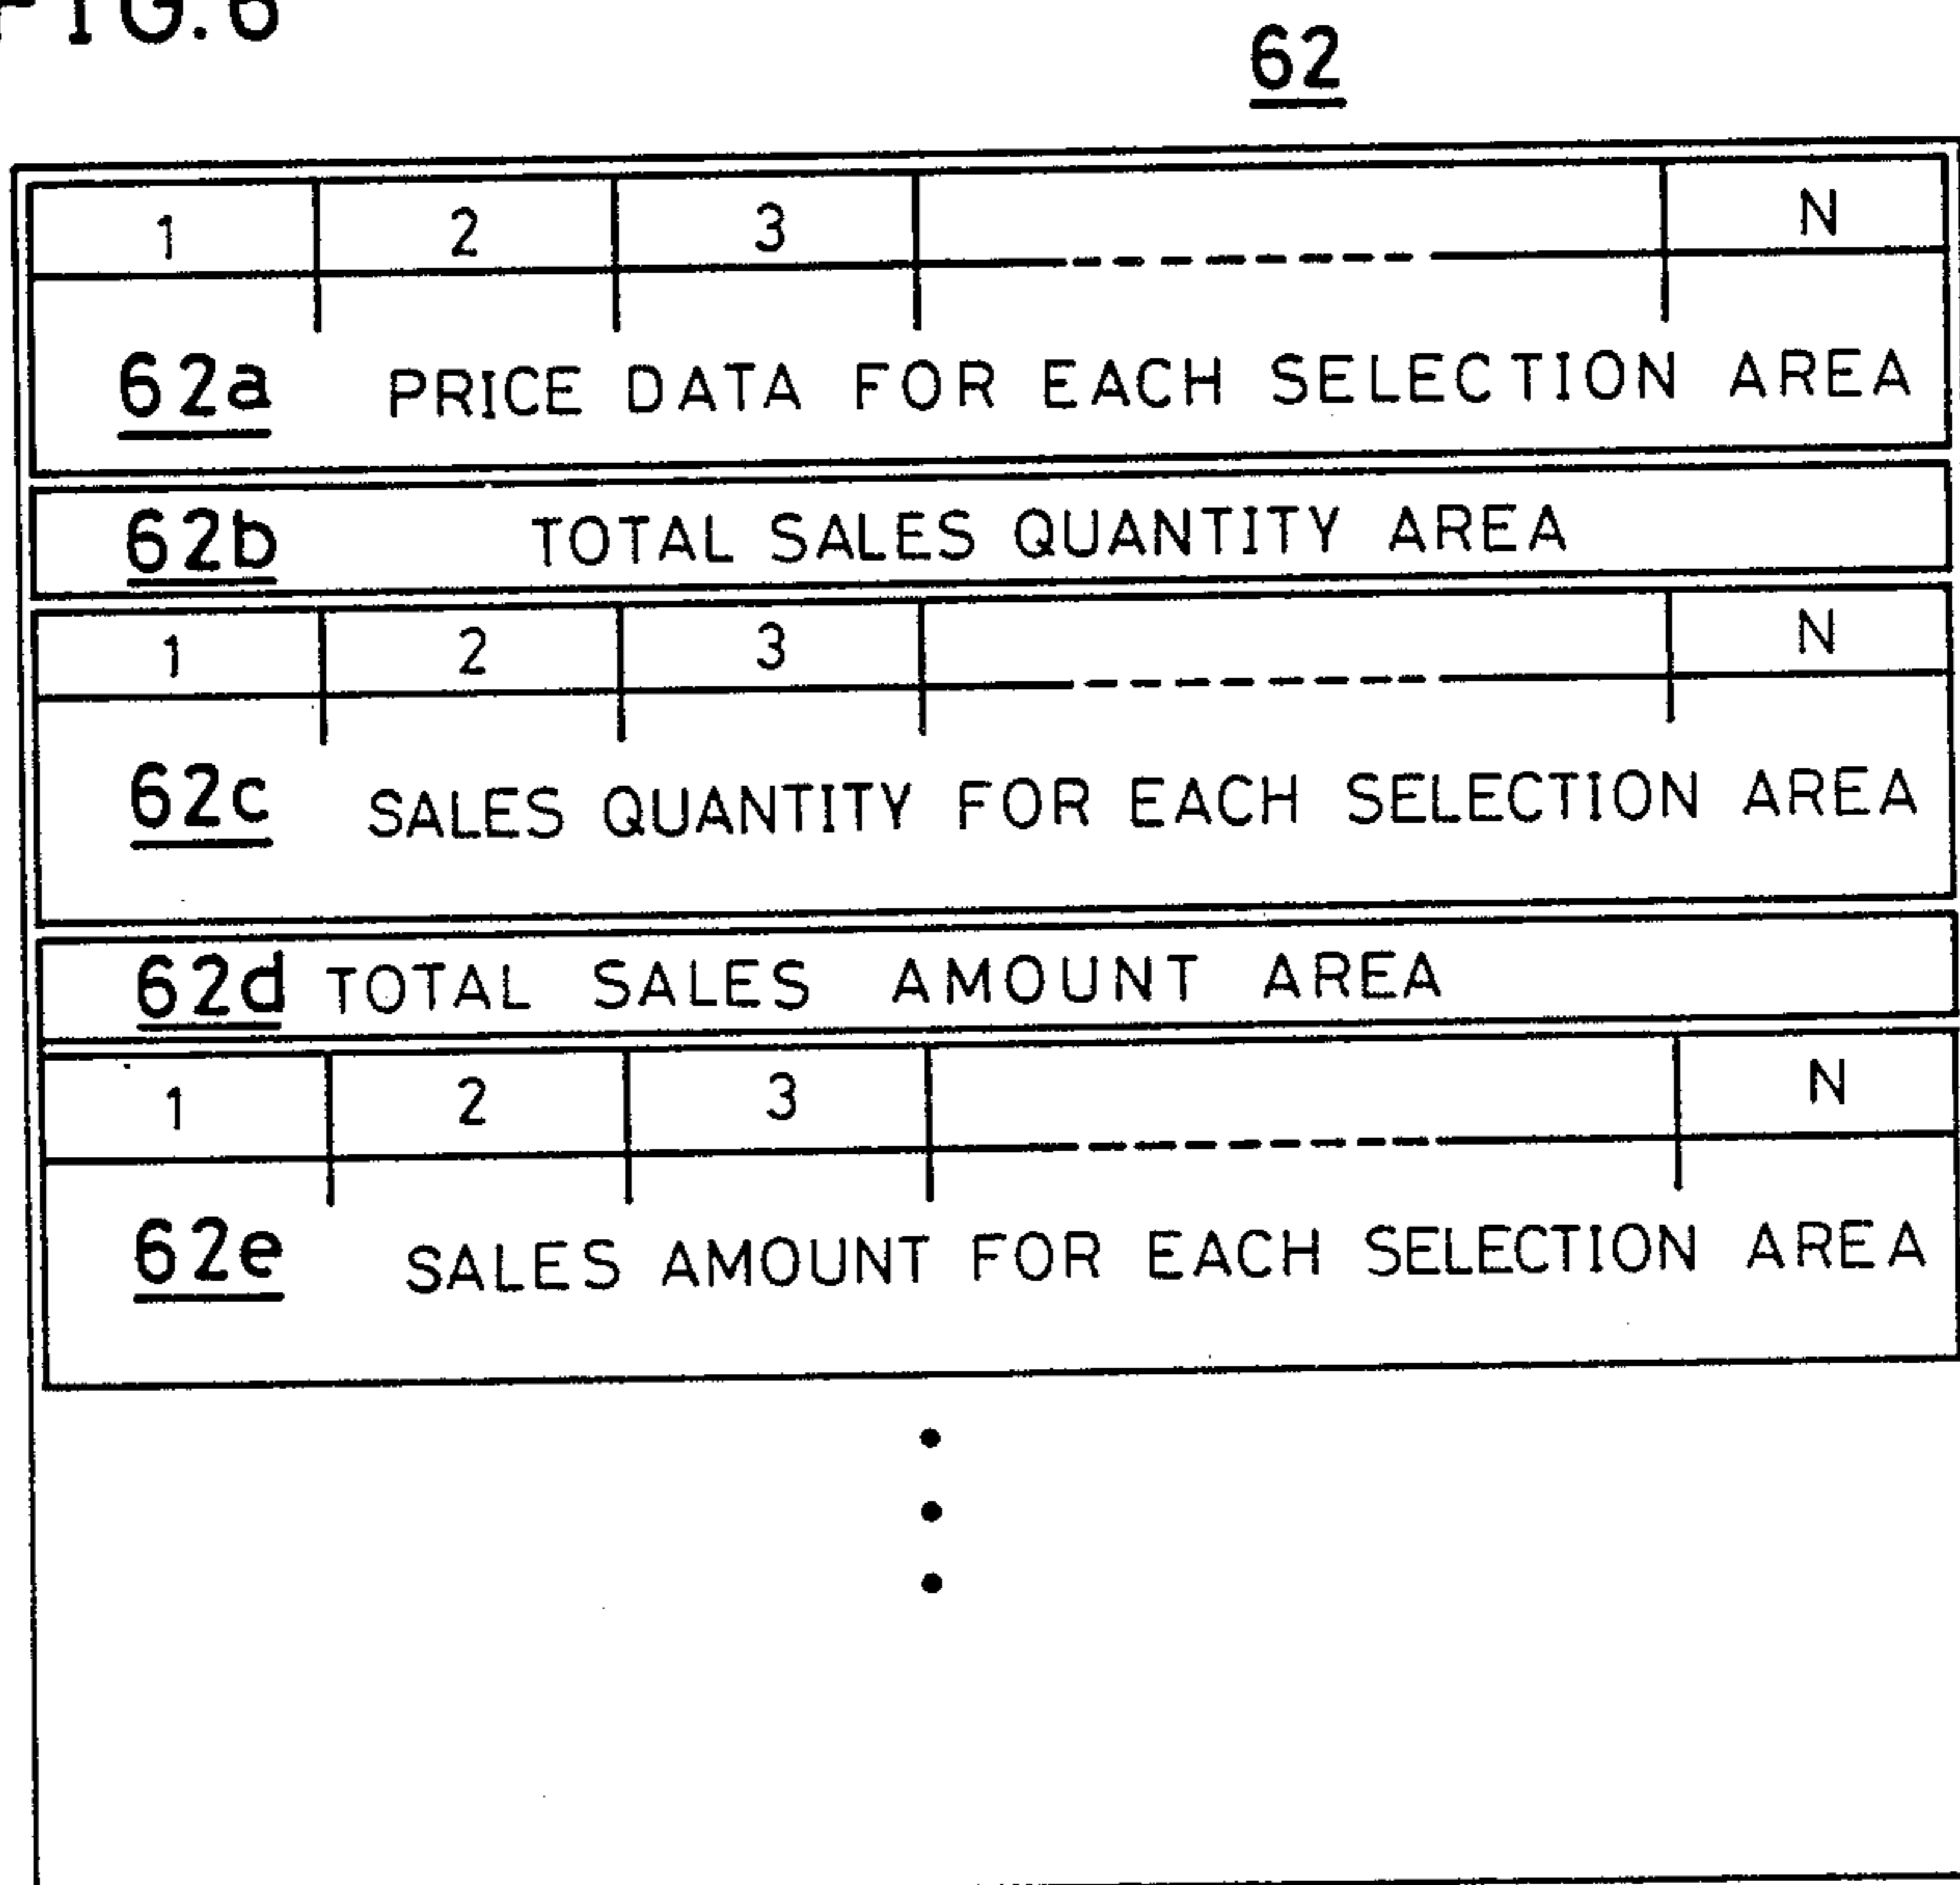 FIG.6
62
1 2 3 N
62a PRICE DATA FOR EACH SELECTION AREA
62b TOTAL SALES QUANTITY AREA
1 2 3 N
62c SALES QUANTITY FOR EACH SELECTION AREA
62d TOTAL SALES AMOUNT AREA
1 2 3 N
62e SALES AMOUNT FOR EACH SELECTION AREA